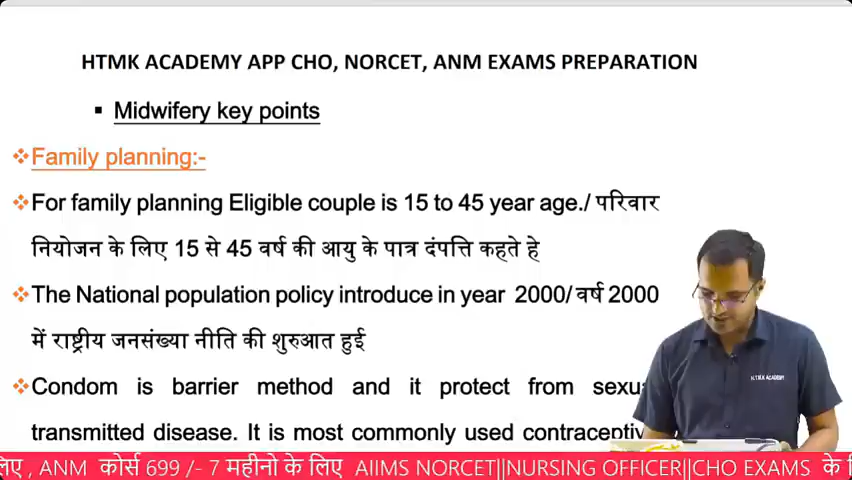 HTMK ACADEMY APP CHO, NORCET, ANM EXAMS PREPARATION
▪ Midwifery key points
❖Family planning:-
❖For family planning Eligible couple is 15 to 45 year age./ परिवार
नियोजन के लिए 15 से 45 वर्ष की आयु के पात्र दंपत्ति कहते हे
❖The National population policy introduce in year 2000/ वर्ष 2000
में राष्ट्रीय जनसंख्या नीति की शुरुआत हुई
❖Condom is barrier method and it protect from
transmitted disease. It is most commonly used
H.T.M.K ACADEMY
, ANM कोर्स 699 /- 7 महीनो के लिए AIIMS NORCET||NURSING OFFICER||CHO EXAMS के